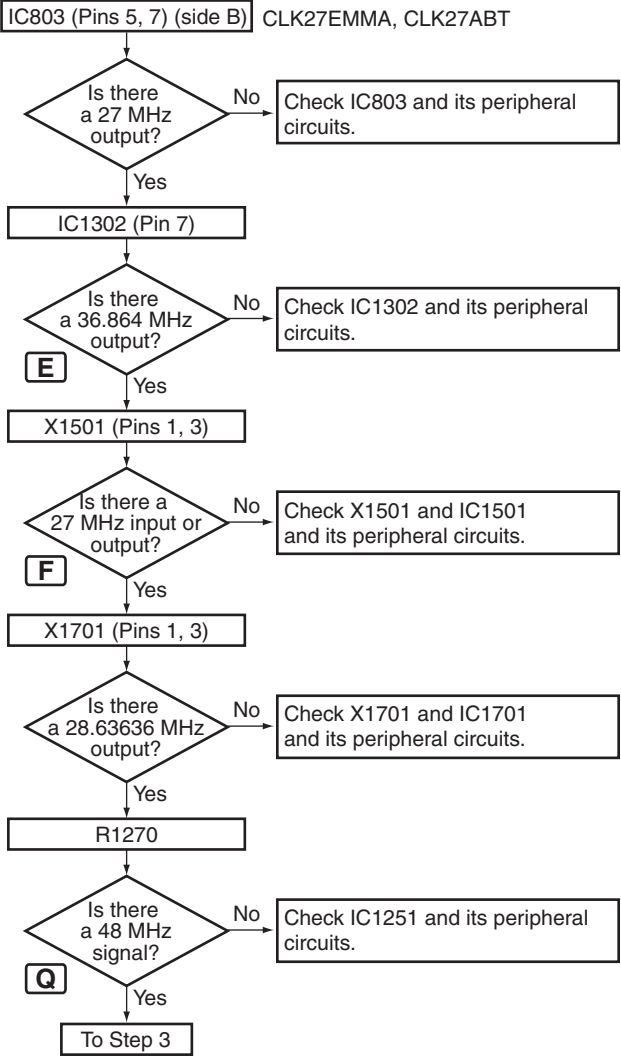 IC803 (Pins 5, 7) (side B) CLK27EMMA, CLK27ABT
Is there
a 27 MHz
output?
No
Check IC803 and its peripheral
circuits.
Yes
IC1302 (Pin 7)
Is there
a 36.864 MHz
output?
No
Check IC1302 and its peripheral
circuits.
E
Yes
X1501 (Pins 1, 3)
Is there a
27 MHz input or
output?
No
Check X1501 and IC1501
and its peripheral circuits.
F
Yes
X1701 (Pins 1, 3)
Is there
a 28.63636 MHz
output?
No
Check X1701 and IC1701
and its peripheral circuits.
Yes
R1270
Is there
a 48 MHz
signal?
No
Check IC1251 and its peripheral
circuits.
Q
Yes
To Step 3